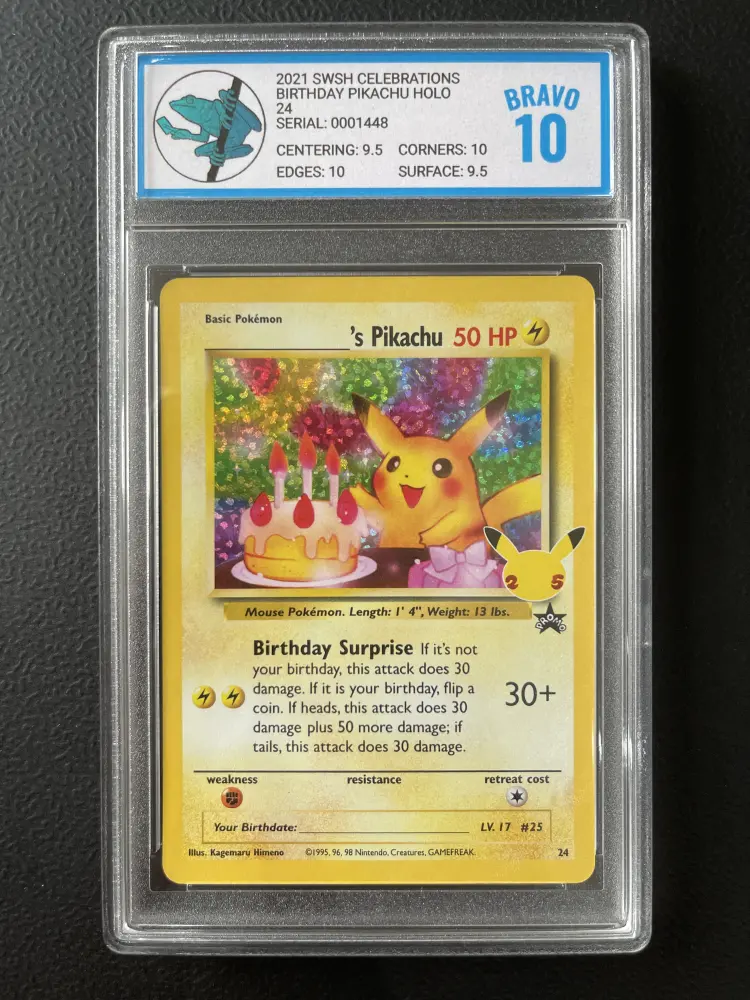 2021 SWSH CELEBRATIONS
BIRTHDAY PIKACHU HOLO
24
SERIAL: 0001448
CENTERING: 9.5 CORNERS: 10
EDGES: 10 SURFACE: 9.5
BRAVO
10
Basic Pokémon
's Pikachu 50 HP
25
Mouse Pokémon. Length: 1' 4", Weight: 13 lbs.
PROMO
Birthday Surprise If it's not
your birthday, this attack does 30
damage. If it is your birthday, flip a
coin. If heads, this attack does 30
damage plus 50 more damage; if
tails, this attack does 30 damage.
30+
weakness resistance retreat cost
Your Birthdate: LV. 17 #25
Illus. Kagemaru Himeno ©1995, 96, 98 Nintendo, Creatures, GAMEFREAK. 24